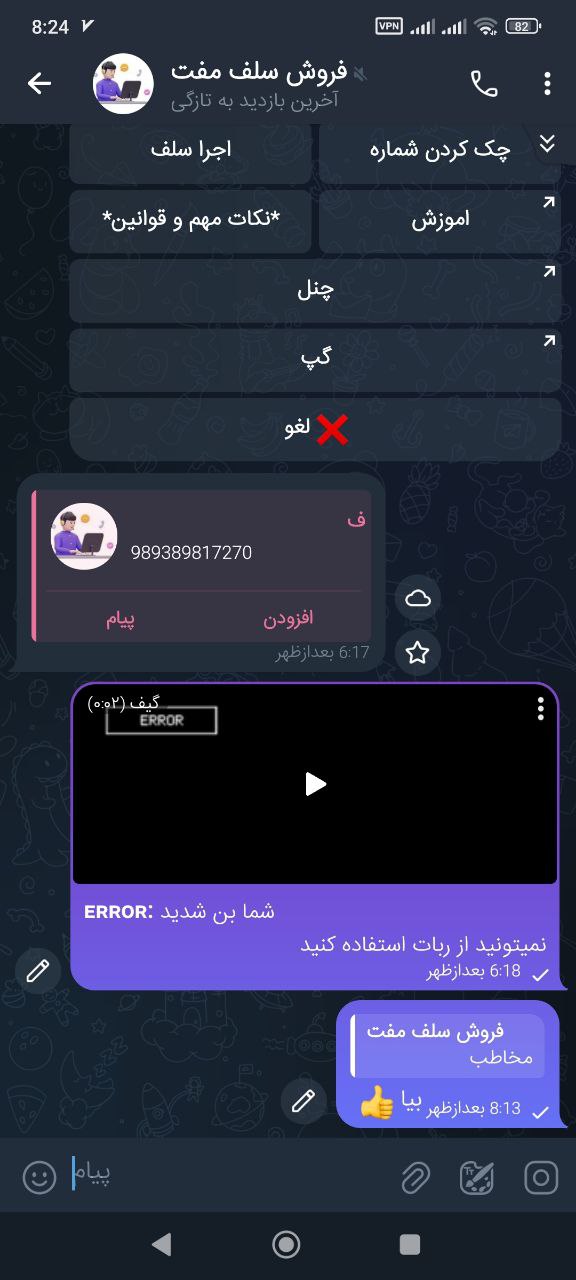 8:24
VPN
82
فروش سلف مفت
آخرین بازدید به تازگی
چک کردن شماره
اجرا سلف
اموزش
*نکات مهم و قوانین*
چنل
گپ
❌ لغو
ف
989389817270
افزودن
پیام
6:17 بعدازظهر
گیف (۰:۰۲)
ERROR
ERROR: شما بن شدید
نمیتونید از ربات استفاده کنید
6:18 بعدازظهر
فروش سلف مفت
مخاطب
بیا 👍
8:13 بعدازظهر
پیام